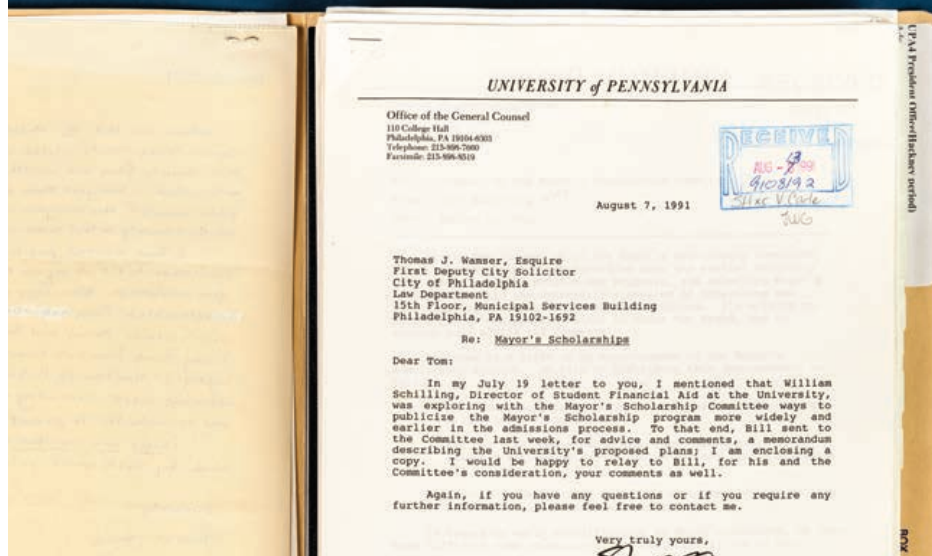 UNIVERSITY of PENNSYLVANIA
Office of the General Counsel
110 College Hall
Philadelphia, PA 19104-6303
Telephone: 215-898-7660
Facsimile: 215-898-8519
RECEIVED
AUG - 99
9108192
August 7, 1991
Thomas J. Wamser, Esquire
First Deputy City Solicitor
City of Philadelphia
Law Department
15th Floor, Municipal Services Building
Philadelphia, PA 19102-1692
Re: Mayor's Scholarships
Dear Tom:
In my July 19 letter to you, I mentioned that William
Schilling, Director of Student Financial Aid at the University,
was exploring with the Mayor's Scholarship Committee ways to
publicize the Mayor's Scholarship program more widely and
earlier in the admissions process. To that end, Bill sent to
the Committee last week, for advice and comments, a memorandum
describing the University's proposed plans; I am enclosing a
copy. I would be happy to relay to Bill, for his and the
Committee's consideration, your comments as well.
Again, if you have any questions or if you require any
further information, please feel free to contact me.
Very truly yours,
UPA4 President Office(Hackney period)
BOX